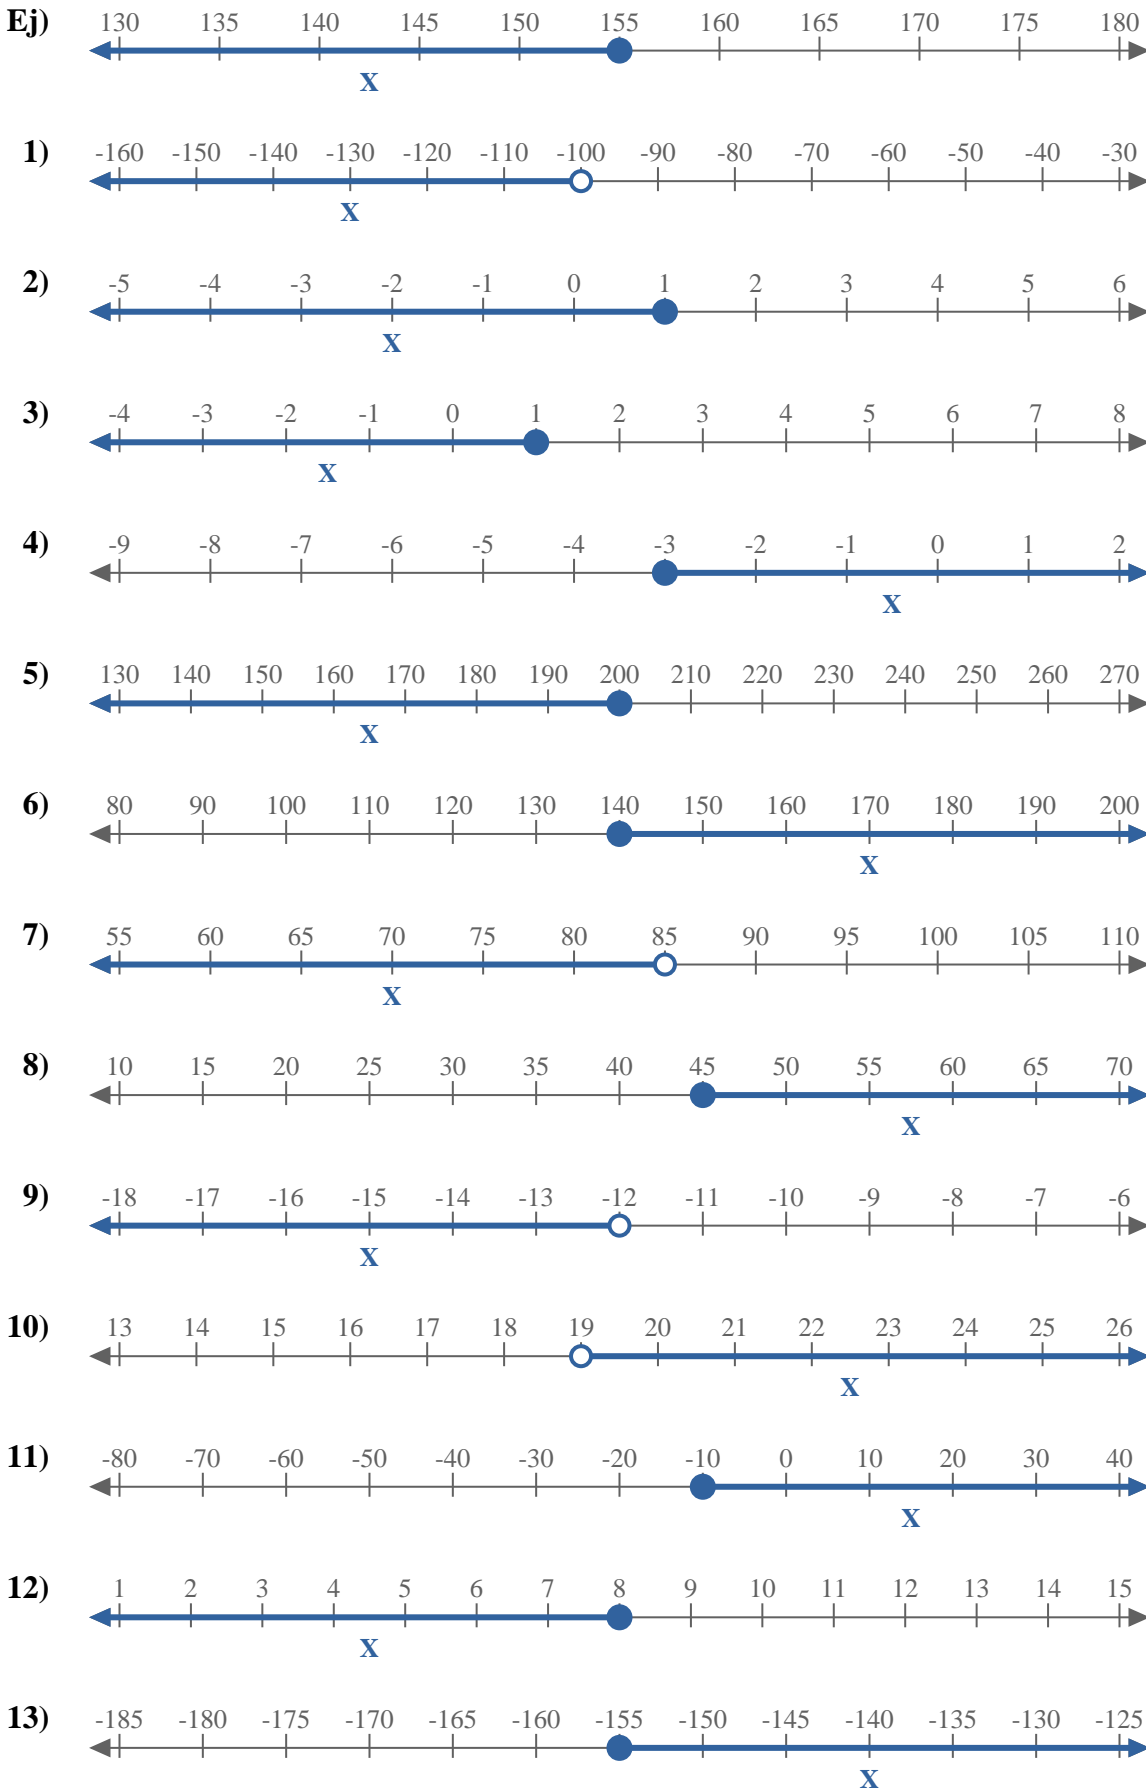 Ej) 130 135 140 145 150 155 160 165 170 175 180
X
1) -160 -150 -140 -130 -120 -110 -100 -90 -80 -70 -60 -50 -40 -30
X
2) -5 -4 -3 -2 -1 0 1 2 3 4 5 6
X
3) -4 -3 -2 -1 0 1 2 3 4 5 6 7 8
X
4) -9 -8 -7 -6 -5 -4 -3 -2 -1 0 1 2
X
5) 130 140 150 160 170 180 190 200 210 220 230 240 250 260 270
X
6) 80 90 100 110 120 130 140 150 160 170 180 190 200
X
7) 55 60 65 70 75 80 85 90 95 100 105 110
X
8) 10 15 20 25 30 35 40 45 50 55 60 65 70
X
9) -18 -17 -16 -15 -14 -13 -12 -11 -10 -9 -8 -7 -6
X
10) 13 14 15 16 17 18 19 20 21 22 23 24 25 26
X
11) -80 -70 -60 -50 -40 -30 -20 -10 0 10 20 30 40
X
12) 1 2 3 4 5 6 7 8 9 10 11 12 13 14 15
X
13) -185 -180 -175 -170 -165 -160 -155 -150 -145 -140 -135 -130 -125
X